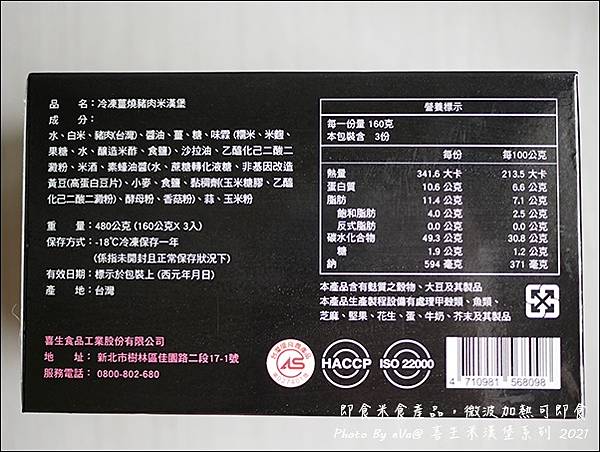 品　　名：冷凍薑燒豬肉米漢堡
成　　分：
水、白米、豬肉(台灣)、醬油、薑、糖、味霖 (糯米、米麴、
果糖、水、釀造米醋、食鹽)、沙拉油、乙醯化己二酸二
澱粉、米酒、素蠔油醬(水、蔗糖轉化液糖、非基因改造
黃豆(高蛋白豆片)、小麥、食鹽、黏稠劑(玉米糖膠、乙醯
化己二酸二澱粉)、酵母粉、香菇粉)、蒜、玉米粉
重　　量：480公克 (160公克X 3入)
保存方式：-18℃冷凍保存一年
(係指未開封且正常保存狀況下)
有效日期：標示於包裝上 (西元年月日)
產　　地：台灣
喜生食品工業股份有限公司
地　　址：新北市樹林區佳園路二段17-1號
服務電話：0800-802-680
營養標示
每一份量 160克
本包裝含　3份
每份　每100公克
熱量　341.6 大卡　213.5 大卡
蛋白質　10.6 公克　6.6 公克
脂肪　11.4 公克　7.1 公克
飽和脂肪　4.0 公克　2.5 公克
反式脂肪　0.0 公克　0.0 公克
碳水化合物　49.3 公克　30.8 公克
糖　1.9 公克　1.2 公克
鈉　594 毫克　371 毫克
本產品含有麩質之穀物、大豆及其製品
本產品生產製程設備有處理甲殼類、魚類、
芝麻、堅果、花生、蛋、牛奶、芥末及其製品
HACCP
ISO 22000
4 710981 568098
即食米食產品，微波加熱可即食
Photo By eVa@ 喜生米漢堡系列 2021